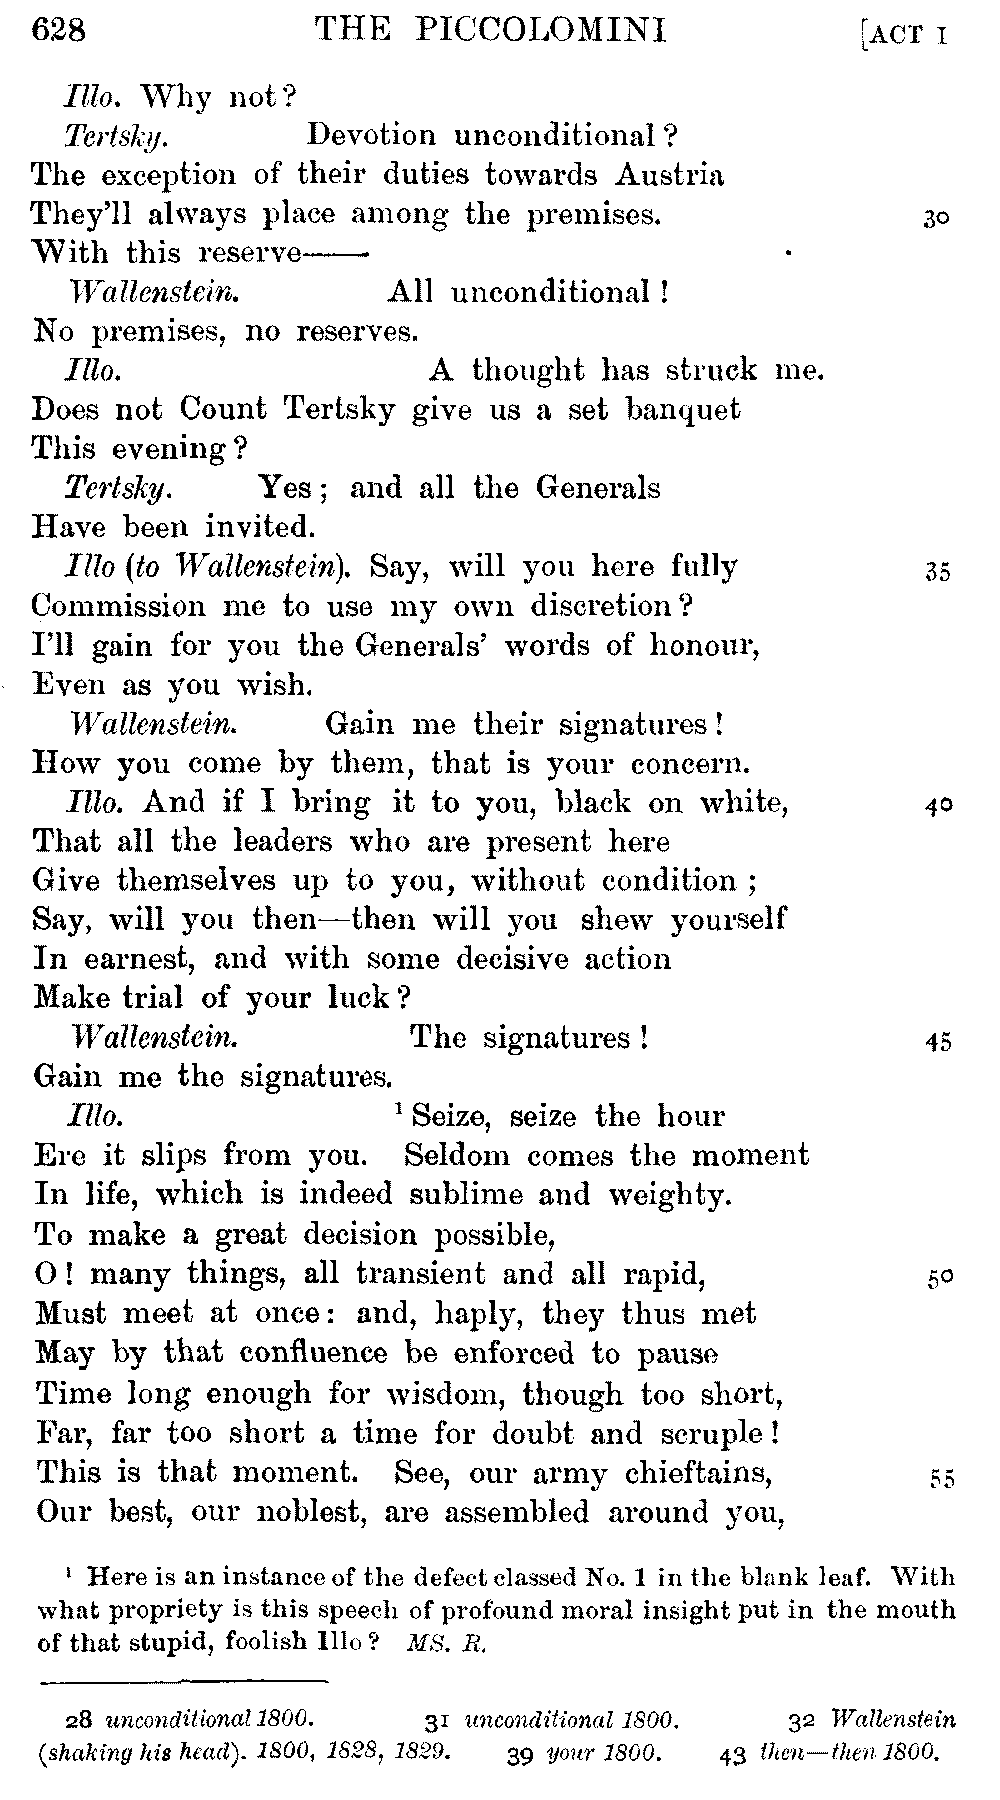 628 THE PICCOLOMINI [ACT I
Illo. Why not?
Tertsky. Devotion unconditional?
The exception of their duties towards Austria
They'll always place among the premises. 30
With this reserve——
Wallenstein. All unconditional!
No premises, no reserves.
Illo. A thought has struck me.
Does not Count Tertsky give us a set banquet
This evening?
Tertsky. Yes; and all the Generals
Have been invited.
Illo (to Wallenstein). Say, will you here fully 35
Commission me to use my own discretion?
I'll gain for you the Generals' words of honour,
Even as you wish.
Wallenstein. Gain me their signatures!
How you come by them, that is your concern.
Illo. And if I bring it to you, black on white, 40
That all the leaders who are present here
Give themselves up to you, without condition;
Say, will you then—then will you shew yourself
In earnest, and with some decisive action
Make trial of your luck?
Wallenstein. The signatures! 45
Gain me the signatures.
Illo. ¹ Seize, seize the hour
Ere it slips from you. Seldom comes the moment
In life, which is indeed sublime and weighty.
To make a great decision possible,
O! many things, all transient and all rapid, 50
Must meet at once: and, haply, they thus met
May by that confluence be enforced to pause
Time long enough for wisdom, though too short,
Far, far too short a time for doubt and scruple!
This is that moment. See, our army chieftains, 55
Our best, our noblest, are assembled around you,
¹ Here is an instance of the defect classed No. 1 in the blank leaf. With
what propriety is this speech of profound moral insight put in the mouth
of that stupid, foolish Illo? MS. R.
28 unconditional 1800. 31 unconditional 1800. 32 Wallenstein
(shaking his head). 1800, 1828, 1829. 39 your 1800. 43 then—then 1800.